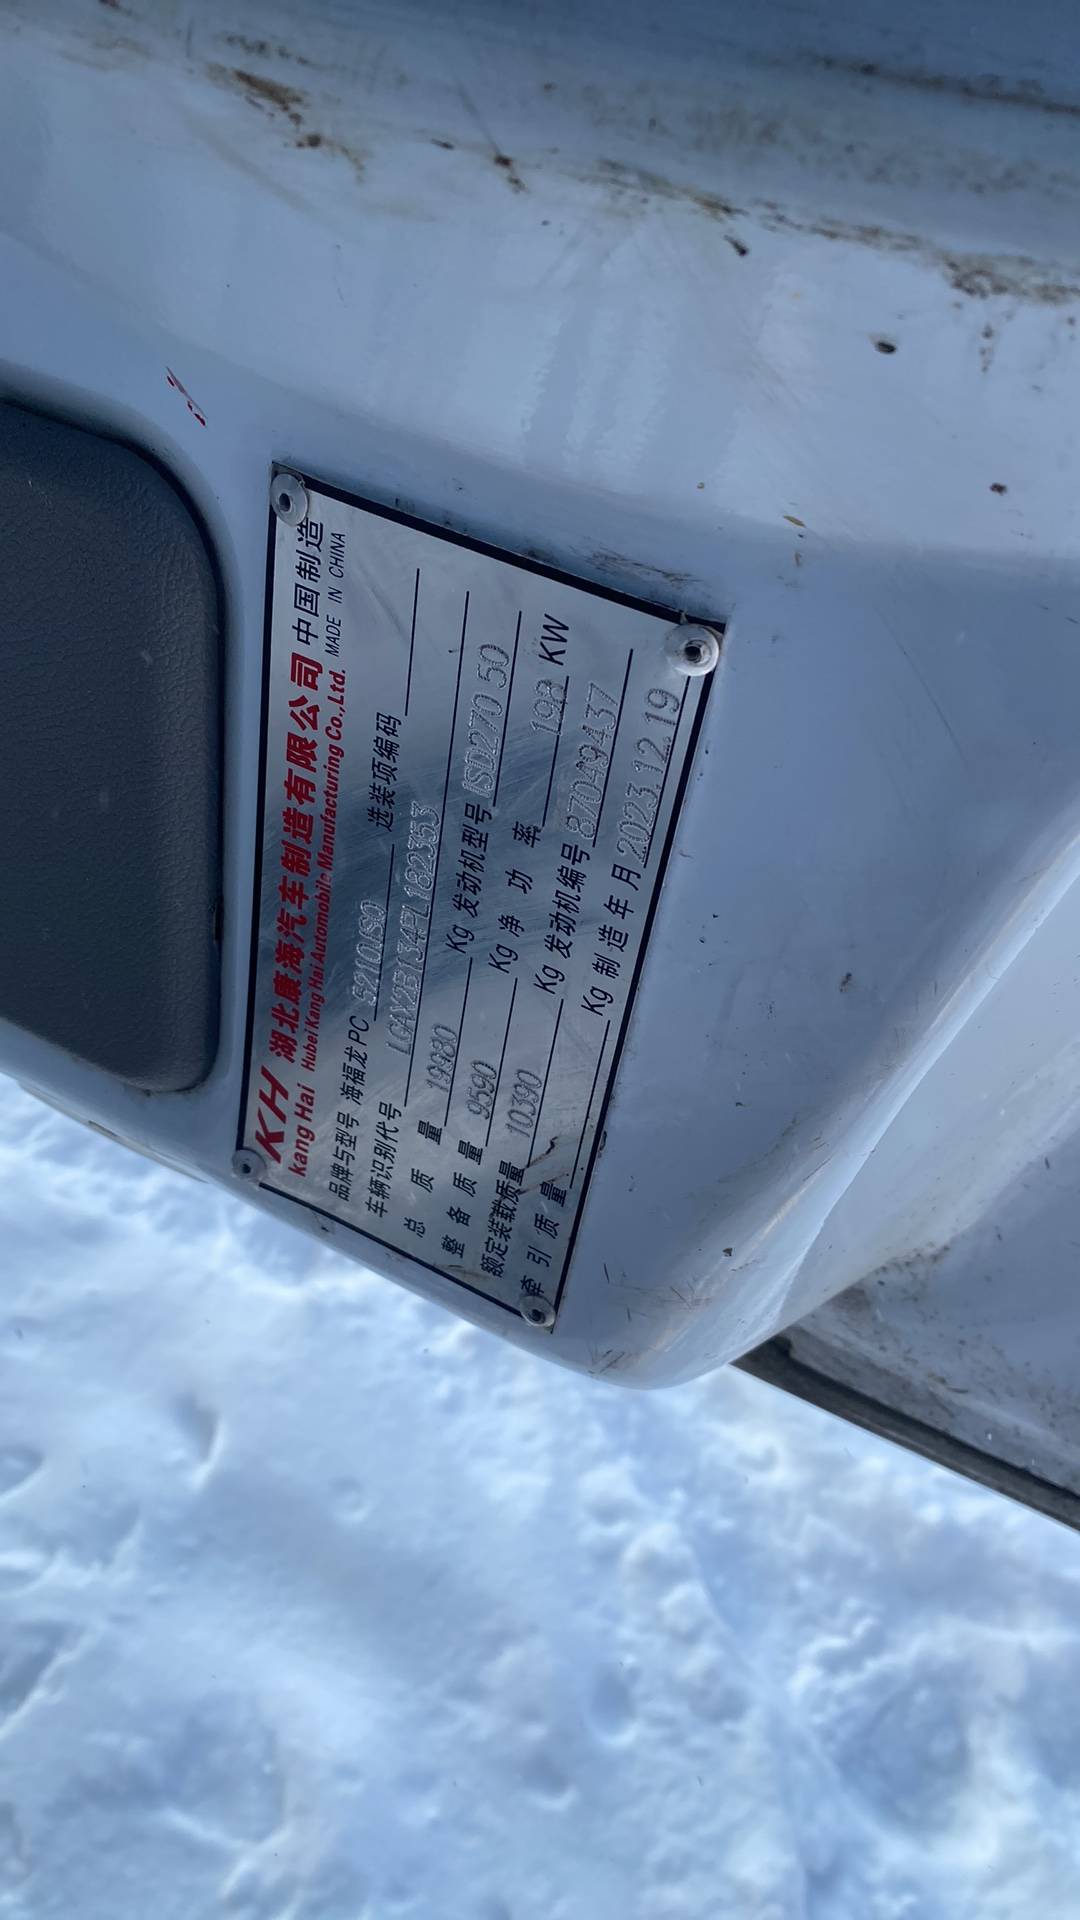 KH 湖北康海汽车制造有限公司 中国制造
kang Hai Hubei Kang Hai Automobile Manufacturing Co.,Ltd. MADE IN CHINA
品牌与型号 海福龙PC 5210JSQ 选装项编码
车辆识别代号 LGAX2B134PL182353
总质量 19980 Kg 发动机型号 ISD270 50
整备质量 9590 Kg 净功率 198 KW
额定装载质量 10390 Kg 发动机编号 87049437
牵引质量 Kg 制造年月 2023.12.19